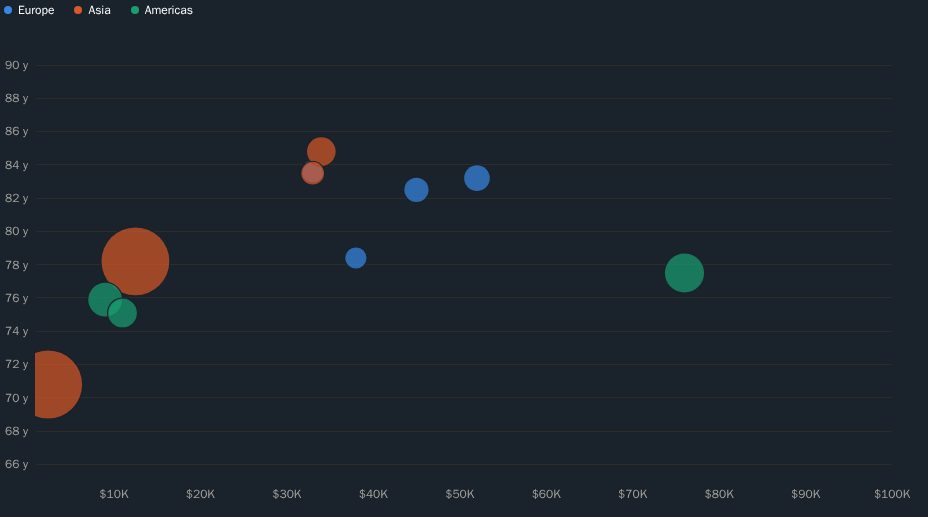 Europe Asia Americas
90 y
88 y
86 y
84 y
82 y
80 y
78 y
76 y
74 y
72 y
70 y
68 y
66 y
$10K $20K $30K $40K $50K $60K $70K $80K $90K $100K